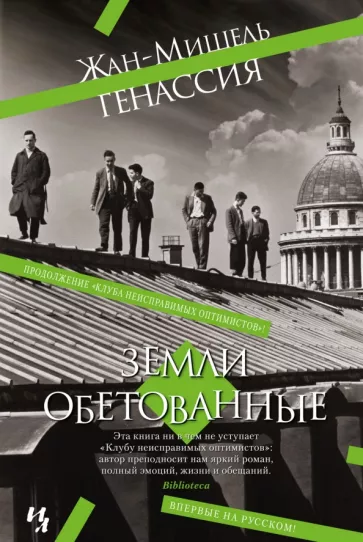 Жан-Мишель
ГЕНАССИЯ
ПРОДОЛЖЕНИЕ «КЛУБА НЕИСПРАВИМЫХ ОПТИМИСТОВ»!
ЗЕМЛИ
ОБЕТОВАННЫЕ
Эта книга ни в чем не уступает
«Клубу неисправимых оптимистов»:
автор преподносит нам яркий роман,
полный эмоций, жизни и обещаний.
Biblioteca
ВПЕРВЫЕ НА РУССКОМ!
И